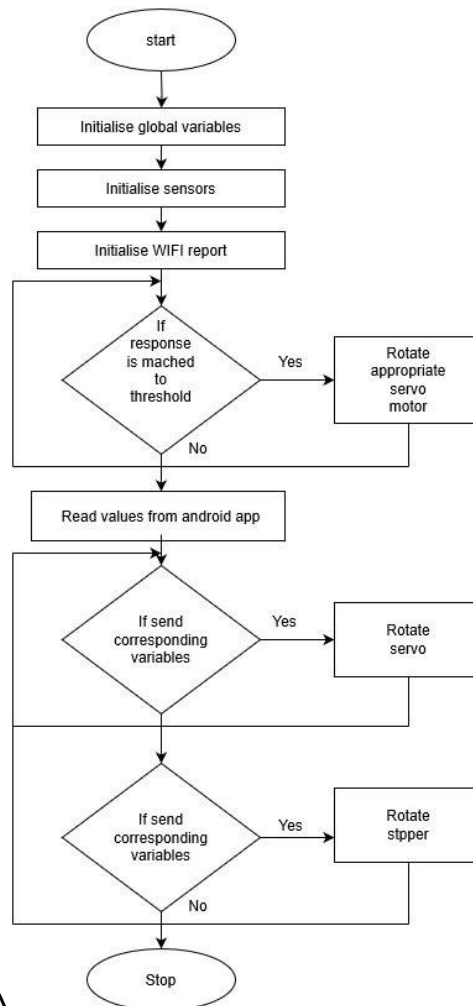 start
Initialise global variables
Initialise sensors
Initialise WIFI report
If
response
is mached
to
threshold
Yes
Rotate
appropriate
servo
motor
No
Read values from android app
If send
corresponding
variables
Yes
Rotate
servo
If send
corresponding
variables
Yes
Rotate
stpper
No
Stop